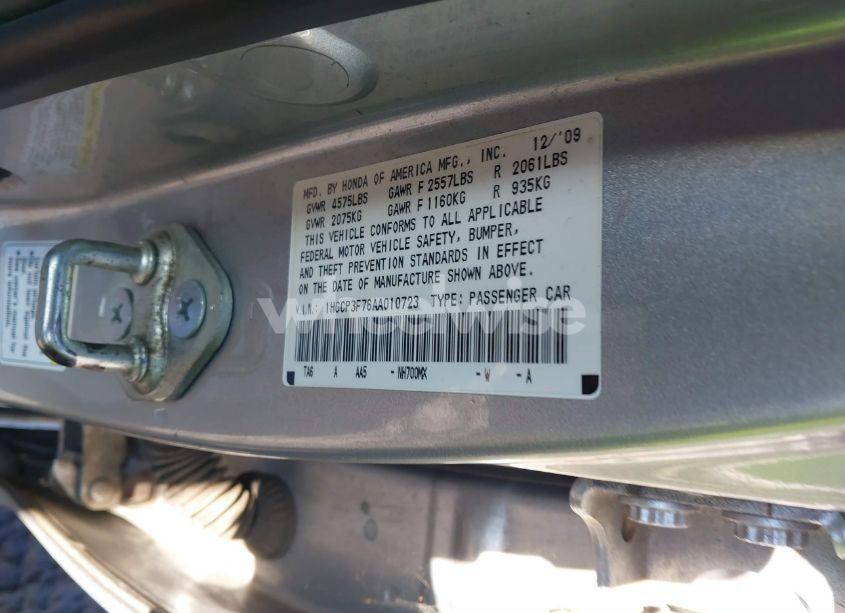 12/'09
MFD. BY HONDA OF AMERICA MFG., INC.
GVWR 4575LBS GAWR F 2557LBS R 2061LBS
GVWR 2075KG GAWR F 1160KG R 935KG
THIS VEHICLE CONFORMS TO ALL APPLICABLE
FEDERAL MOTOR VEHICLE SAFETY, BUMPER,
AND THEFT PREVENTION STANDARDS IN EFFECT
ON THE DATE OF MANUFACTURE SHOWN ABOVE.
V.I.N.: 1HGCP3F76AA010723 TYPE: PASSENGER CAR
TA6 A AA5 - NH700MX - W - A
wheelwise